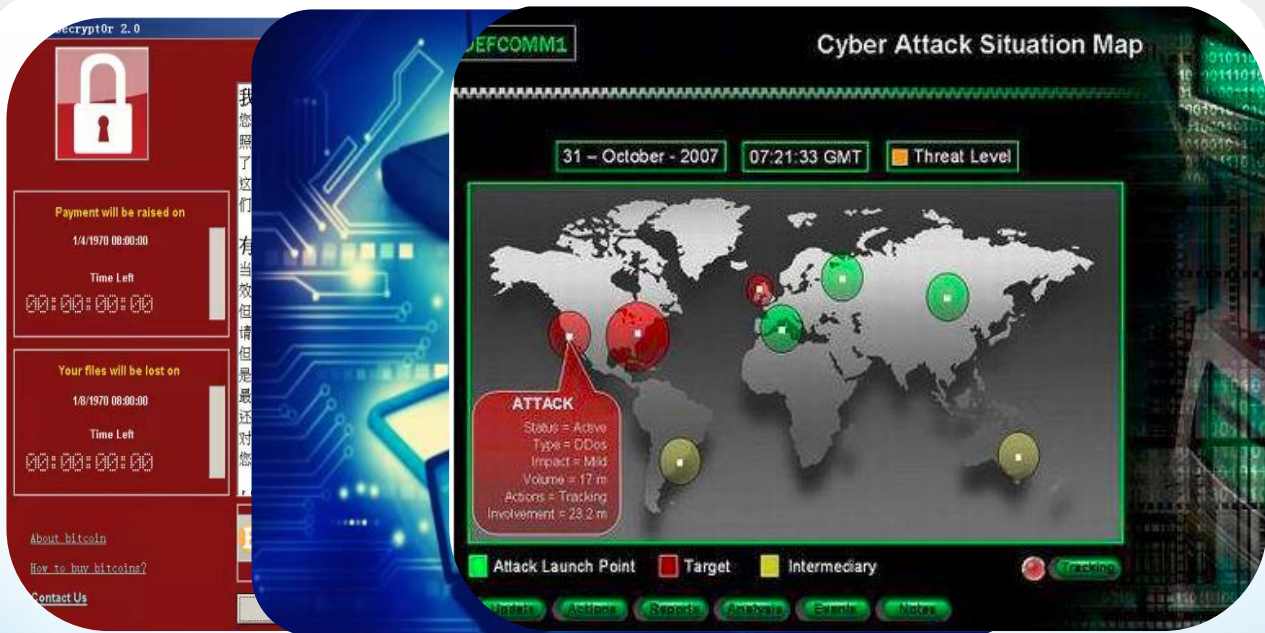 ecrypt0r 2.0
Payment will be raised on
1/4/1970 08:00:00
Time Left
00:00:00:00
Your files will be lost on
1/8/1970 08:00:00
Time Left
00:00:00:00
About bitcoin
How to buy bitcoins?
Contact Us
我
您
照
了
这
们
有
当
效
但
请
但
是
最
还
对
您
DEFCOMM1
Cyber Attack Situation Map
31 – October - 2007
07:21:33 GMT
Threat Level
ATTACK
Status = Active
Type = DDos
Impact = Mild
Volume = 17 m
Actions = Tracking
Involvement = 23.2 m
Attack Launch Point
Target
Intermediary
Tracking
Update
Actions
Reports
Analysis
Events
Notes